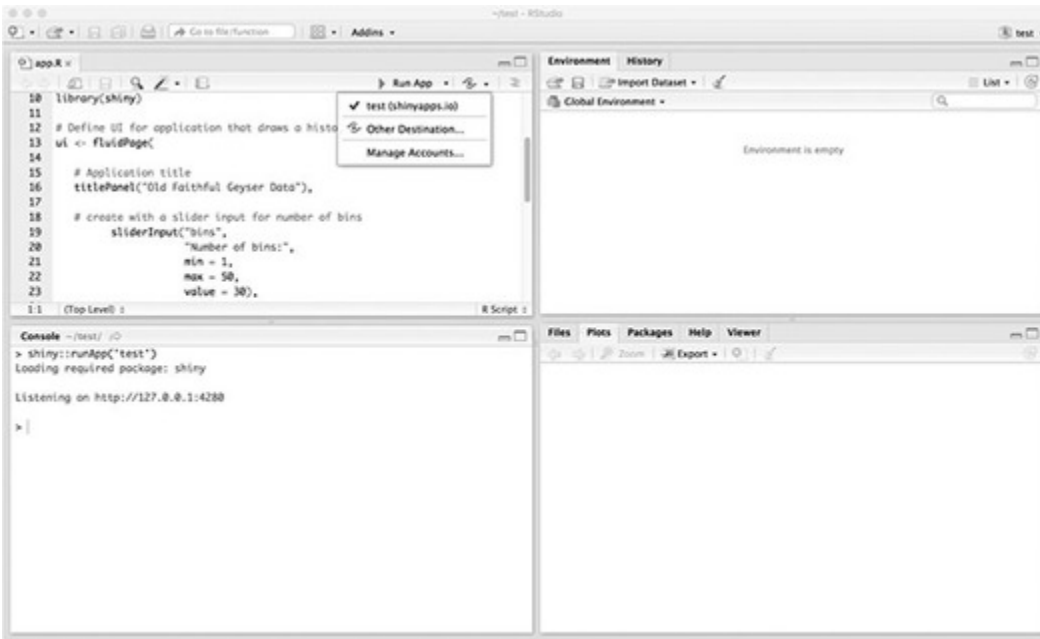 ~/test - RStudio
Go to file/function
Addins
test
app.R
Run App
10 library(shiny)
11
12 # Define UI for application that draws a histo
13 ui <- fluidPage(
14
15 # Application title
16 titlePanel("Old Faithful Geyser Data"),
17
18 # create with a slider input for number of bins
19 sliderInput("bins",
20 "Number of bins:",
21 min = 1,
22 max = 50,
23 value = 30),
1:1 (Top Level) R Script
test (shinyapps.io)
Other Destination...
Manage Accounts...
Environment History
Import Dataset List
Global Environment
Environment is empty
Console ~/test/
> shiny::runApp('test')
Loading required package: shiny
Listening on http://127.0.0.1:4280
>
Files Plots Packages Help Viewer
Zoom Export